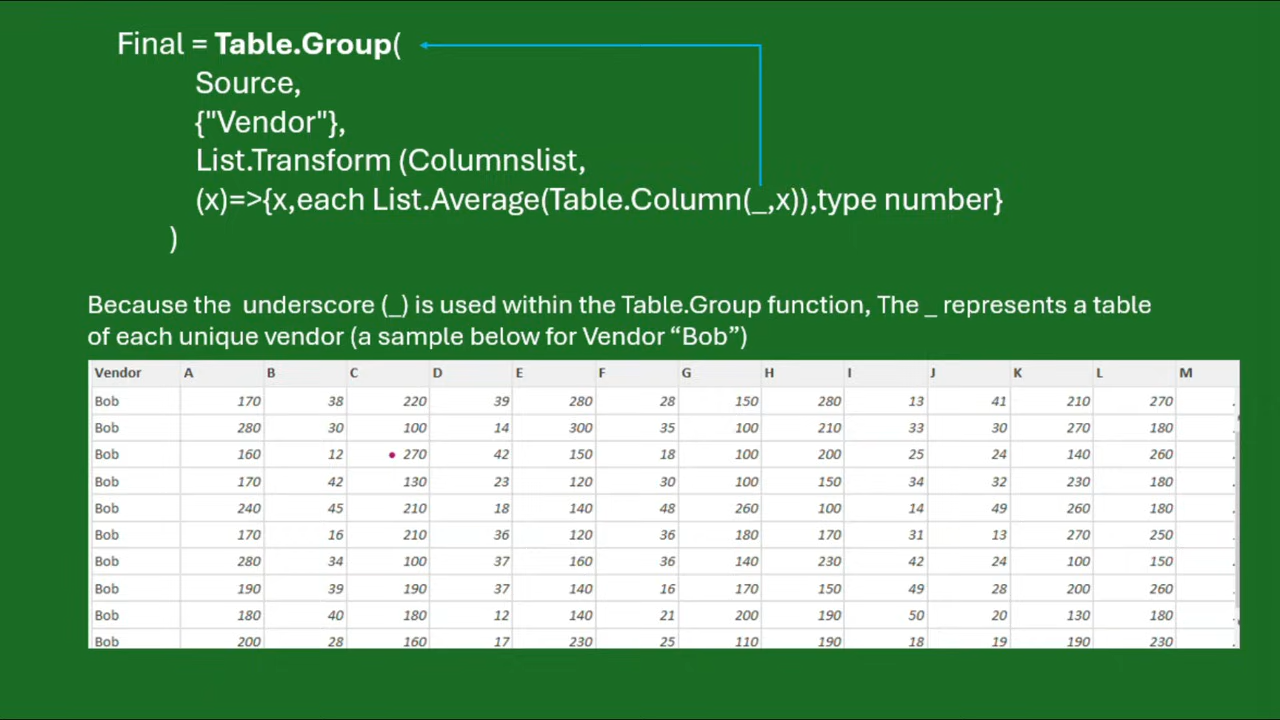 Final = Table.Group(
Source,
{"Vendor"},
List.Transform (Columnslist,
(x)=>{x,each List.Average(Table.Column(_,x)),type number}
)
Because the  underscore (_) is used within the Table.Group function, The _ represents a table
of each unique vendor (a sample below for Vendor “Bob”)
Vendor A B C D E F G H I J K L M
Bob 170 38 220 39 280 28 150 280 13 41 210 270 .
Bob 280 30 100 14 300 35 100 210 33 30 270 180 .
Bob 160 12 270 42 150 18 100 200 25 24 140 260 .
Bob 170 42 130 23 120 30 100 150 34 32 230 180 .
Bob 240 45 210 18 140 48 260 100 14 49 260 180 .
Bob 170 16 210 36 120 36 180 170 31 13 270 250 .
Bob 280 34 100 37 160 36 140 230 42 24 100 150 .
Bob 190 39 190 37 140 16 170 150 49 28 200 260 .
Bob 180 40 180 12 140 21 200 190 50 20 130 180 .
Bob 200 28 160 17 230 25 110 190 18 19 190 230 .